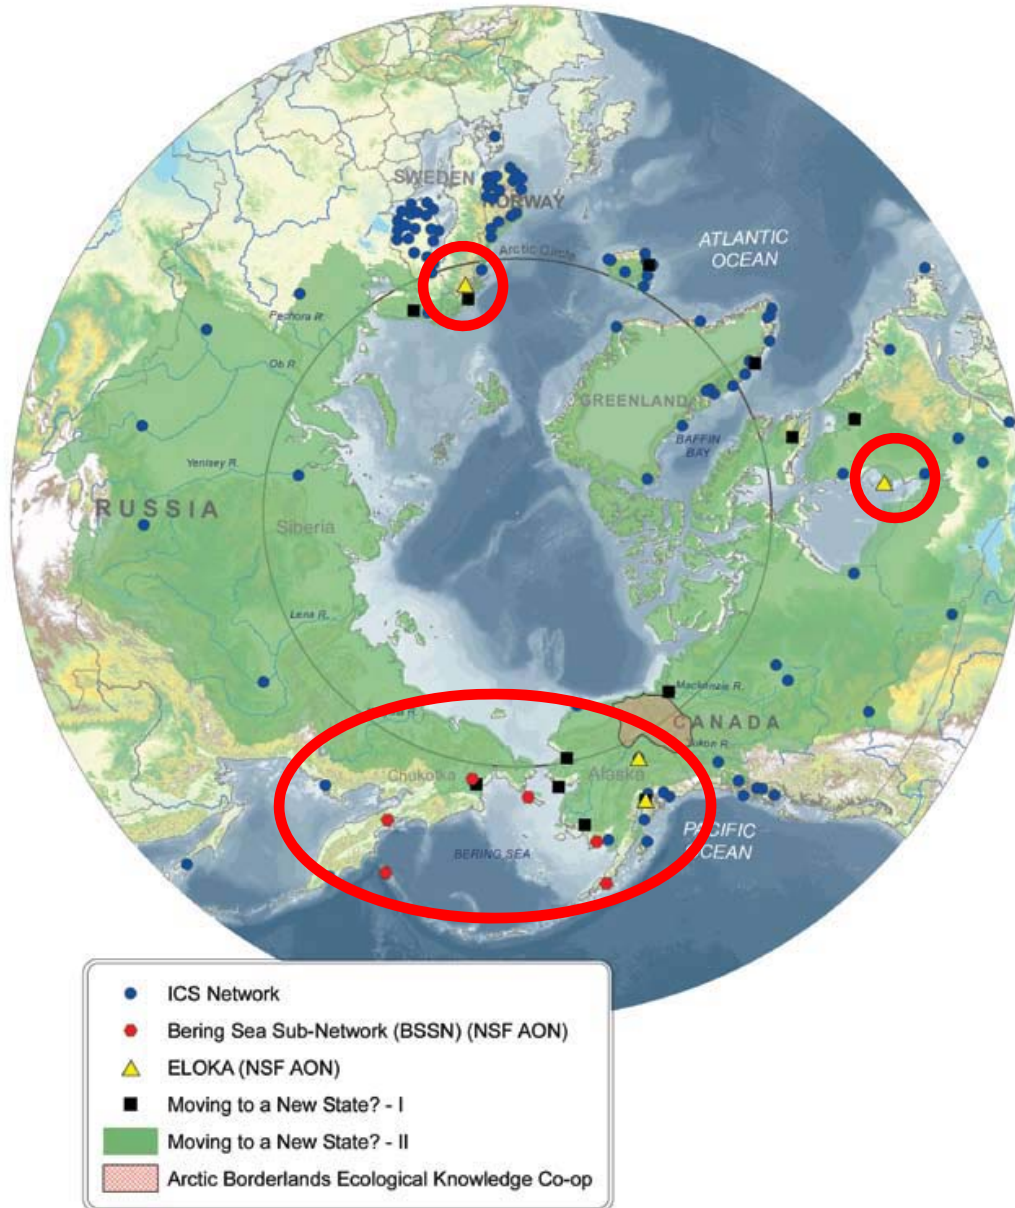 SWEDEN
NORWAY
Arctic Circle
ATLANTIC
OCEAN
Pechora R.
Ob R.
GREENLAND
BAFFIN
BAY
Yenisey R.
RUSSIA
Siberia
Lena R.
Mackenzie R.
CANADA
Yukon R.
Chukotka
Alaska
PACIFIC
OCEAN
BERING SEA
ICS Network
Bering Sea Sub-Network (BSSN) (NSF AON)
ELOKA (NSF AON)
Moving to a New State? - I
Moving to a New State? - II
Arctic Borderlands Ecological Knowledge Co-op